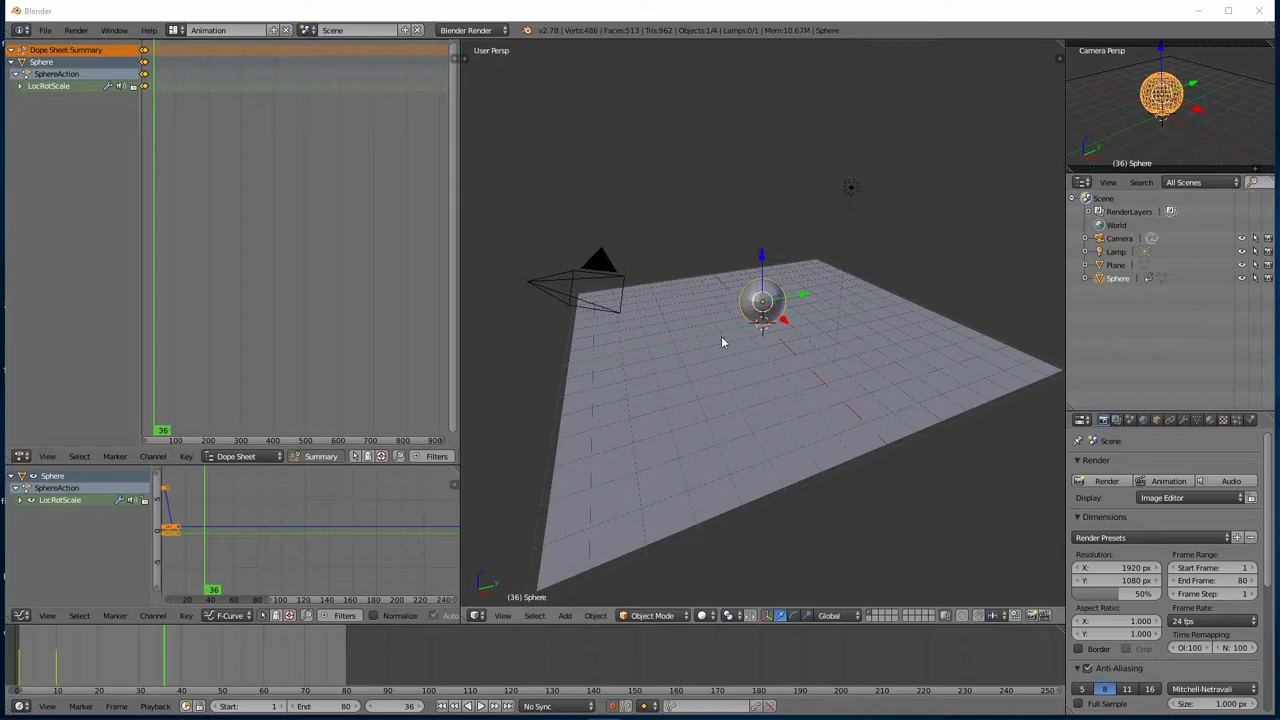 Blender
File Render Window Help Animation Scene Blender Render v2.78 | Verts:486 | Faces:513 | Tris:962 | Objects:1/4 | Lamps:0/1 | Mem:10.67M | Sphere
Dope Sheet Summary
Sphere
SphereAction
LocRotScale
36
100 200 300 400 500 600 700 800 900
View Select Marker Channel Key Dope Sheet Summary Filters
Sphere
SphereAction
LocRotScale
5
0
-5
36
20 40 60 80 100 120 140 160 180 200 220 240
View Select Marker Channel Key F-Curve Filters Normalize Auto
User Persp
(36) Sphere
View Select Add Object Object Mode Global
0 10 20 30 40 50 60 70 80 90 100 110 120 130 140 150 160 170 180 190 200 210 220 230 240 250
View Marker Frame Playback Start: 1 End: 80 36 No Sync
Camera Persp
(36) Sphere
View Search All Scenes
Scene
RenderLayers
World
Camera
Lamp
Plane
Sphere
Scene
Render
Render Animation Audio
Display: Image Editor
Dimensions
Render Presets
Resolution: Frame Range:
X: 1920 px Start Frame: 1
Y: 1080 px End Frame: 80
50% Frame Step: 1
Aspect Ratio: Frame Rate:
X: 1.000 24 fps
Y: 1.000 Time Remapping:
Border Crop Ol:100 N: 100
Anti-Aliasing
5 8 11 16 Mitchell-Netravali
Full Sample Size: 1.000 px